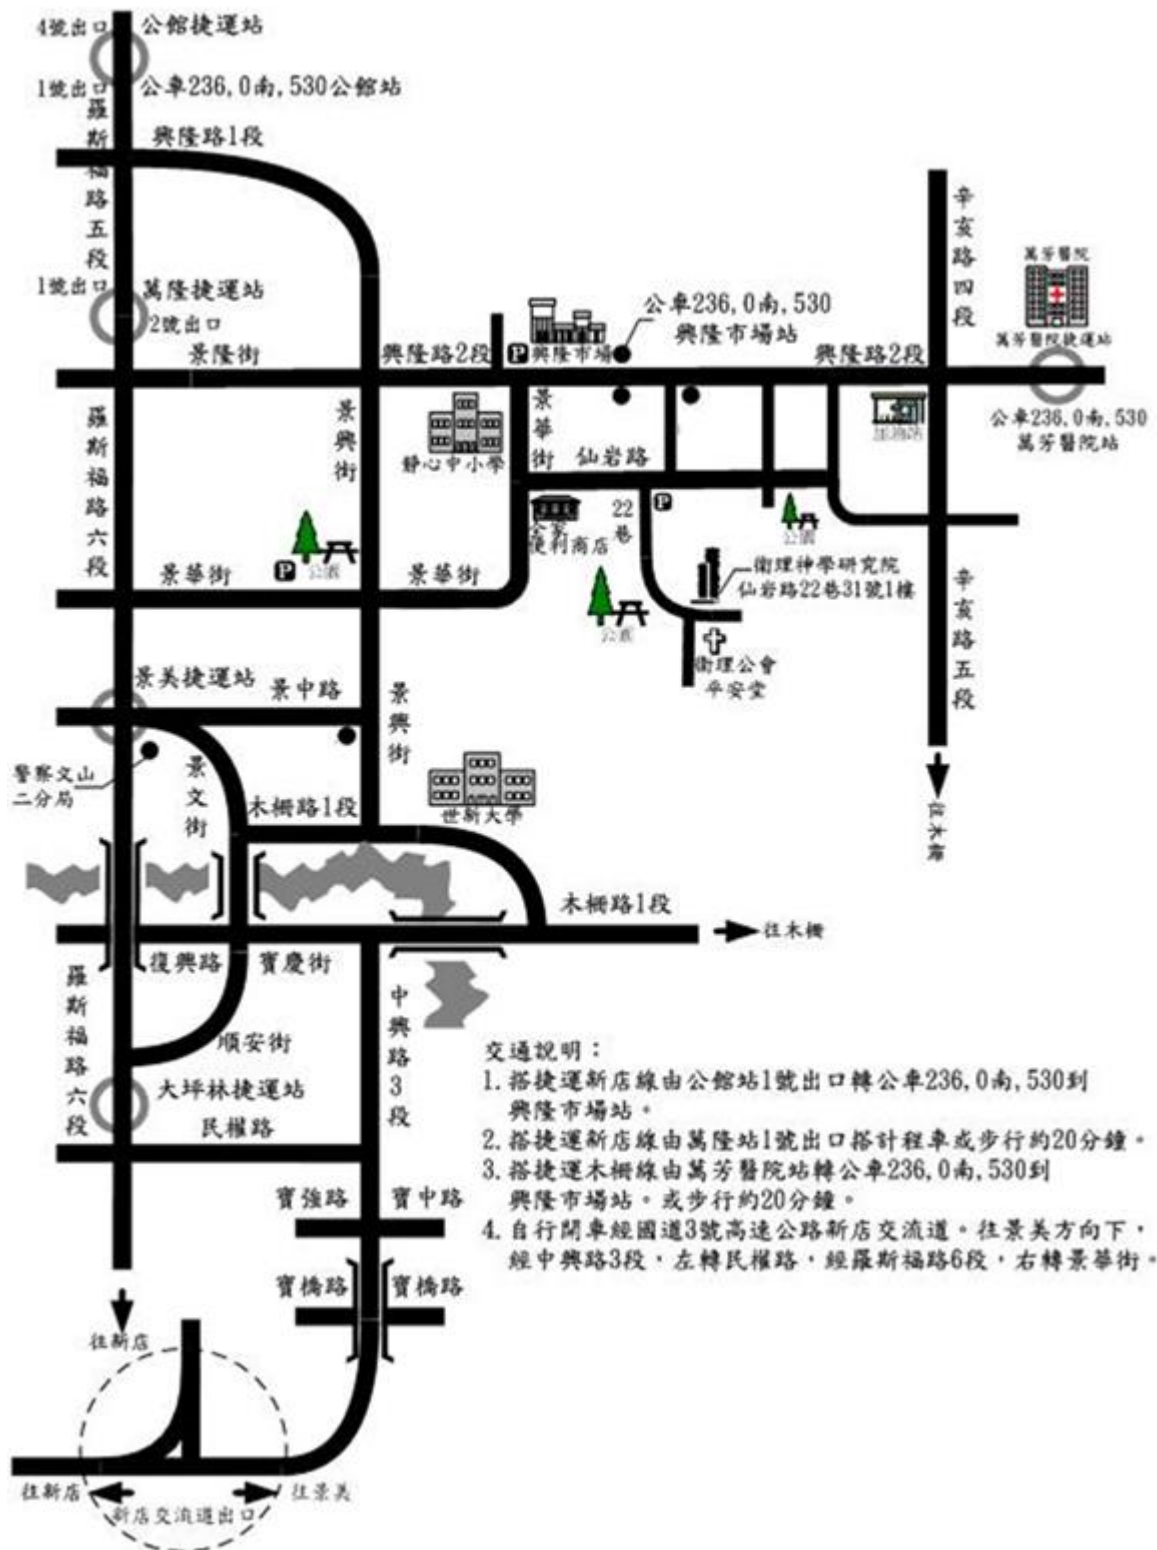 4號出口
公館捷運站
1號出口
公車236,0南,530公館站
羅斯福路五段
興隆路1段
1號出口
萬隆捷運站
2號出口
景隆街
興隆路2段
P
興隆市場
公車236,0南,530
興隆市場站
興隆路2段
辛亥路四段
萬芳醫院
萬芳醫院捷運站
公車236,0南,530
萬芳醫院站
加油站
羅斯福路六段
景興街
靜心中小學
景華街
仙岩路
全家
便利商店
22巷
P
公園
P
公園
景華街
景華街
公園
衛理神學研究院
仙岩路22巷31號1樓
衛理公會
平安堂
辛亥路五段
往木柵
景美捷運站
景中路
景興街
警察文山
二分局
景文街
木柵路1段
世新大學
木柵路1段
往木柵
復興路
寶慶街
羅斯福路六段
順安街
中興路3段
大坪林捷運站
民權路
寶強路
寶中路
寶橋路
寶橋路
往新店
往新店
新店交流道出口
往景美
交通說明：
1.搭捷運新店線由公館站1號出口轉公車236,0南,530到
興隆市場站。
2.搭捷運新店線由萬隆站1號出口搭計程車或步行約20分鐘。
3.搭捷運木柵線由萬芳醫院站轉公車236,0南,530到
興隆市場站。或步行約20分鐘。
4.自行開車經國道3號高速公路新店交流道。往景美方向下，
經中興路3段，左轉民權路，經羅斯福路6段，右轉景華街。